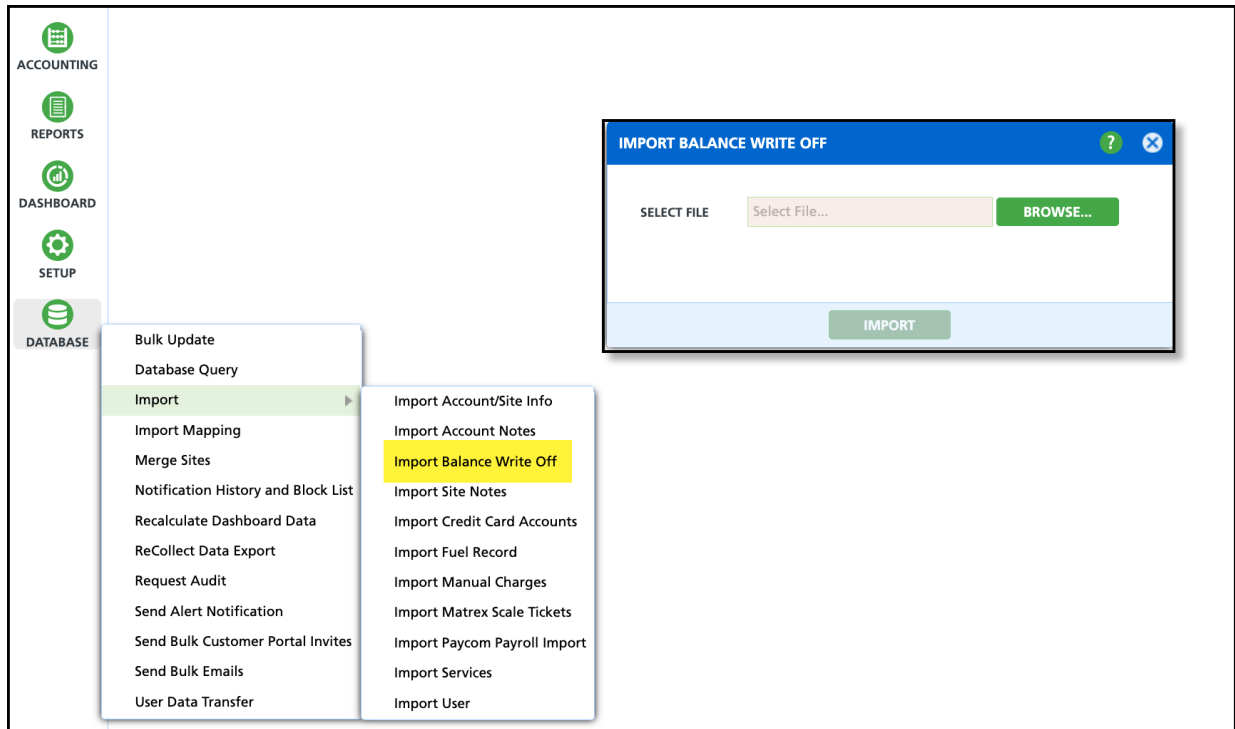 ACCOUNTING
REPORTS
DASHBOARD
SETUP
DATABASE
Bulk Update
Database Query
Import
Import Mapping
Merge Sites
Notification History and Block List
Recalculate Dashboard Data
ReCollect Data Export
Request Audit
Send Alert Notification
Send Bulk Customer Portal Invites
Send Bulk Emails
User Data Transfer
Import Account/Site Info
Import Account Notes
Import Balance Write Off
Import Site Notes
Import Credit Card Accounts
Import Fuel Record
Import Manual Charges
Import Matrex Scale Tickets
Import Paycom Payroll Import
Import Services
Import User
IMPORT BALANCE WRITE OFF ?
SELECT FILE Select File... BROWSE...
IMPORT